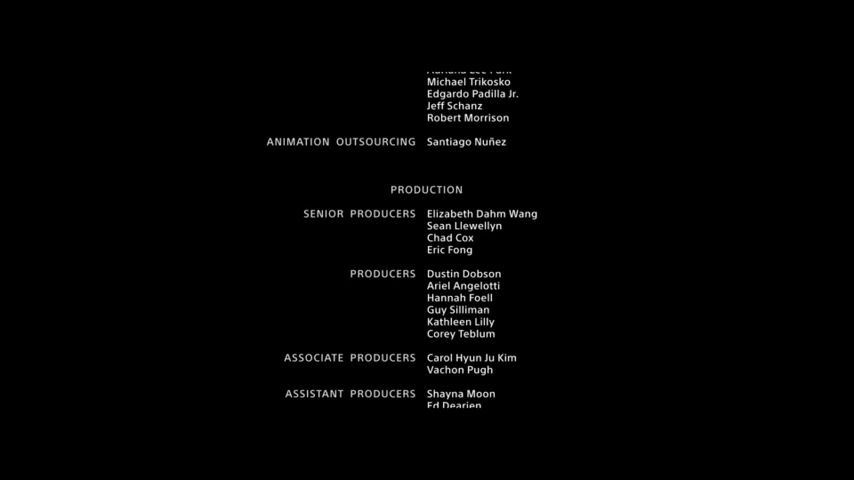 Michael Trikosko
Edgardo Padilla Jr.
Jeff Schanz
Robert Morrison
ANIMATION OUTSOURCING Santiago Nuñez
PRODUCTION
SENIOR PRODUCERS Elizabeth Dahm Wang
Sean Llewellyn
Chad Cox
Eric Fong
PRODUCERS Dustin Dobson
Ariel Angelotti
Hannah Foell
Guy Silliman
Kathleen Lilly
Corey Teblum
ASSOCIATE PRODUCERS Carol Hyun Ju Kim
Vachon Pugh
ASSISTANT PRODUCERS Shayna Moon
Ed Dearien